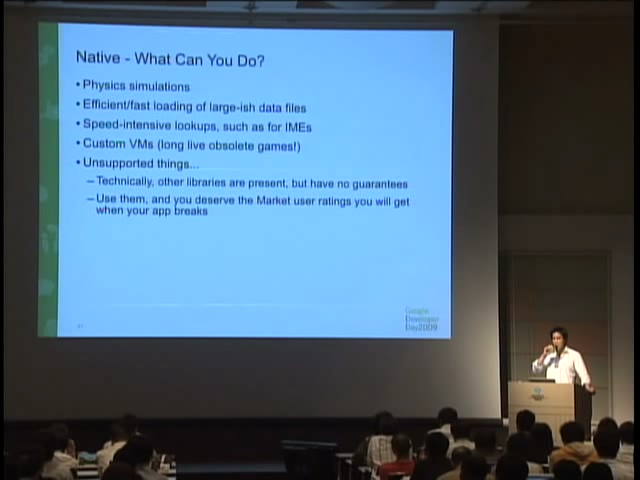 Native - What Can You Do?
• Physics simulations
• Efficient/fast loading of large-ish data files
• Speed-intensive lookups, such as for IMEs
• Custom VMs (long live obsolete games!)
• Unsupported things...
– Technically, other libraries are present, but have no guarantees
– Use them, and you deserve the Market user ratings you will get
when your app breaks
Google
Developer
Day2009